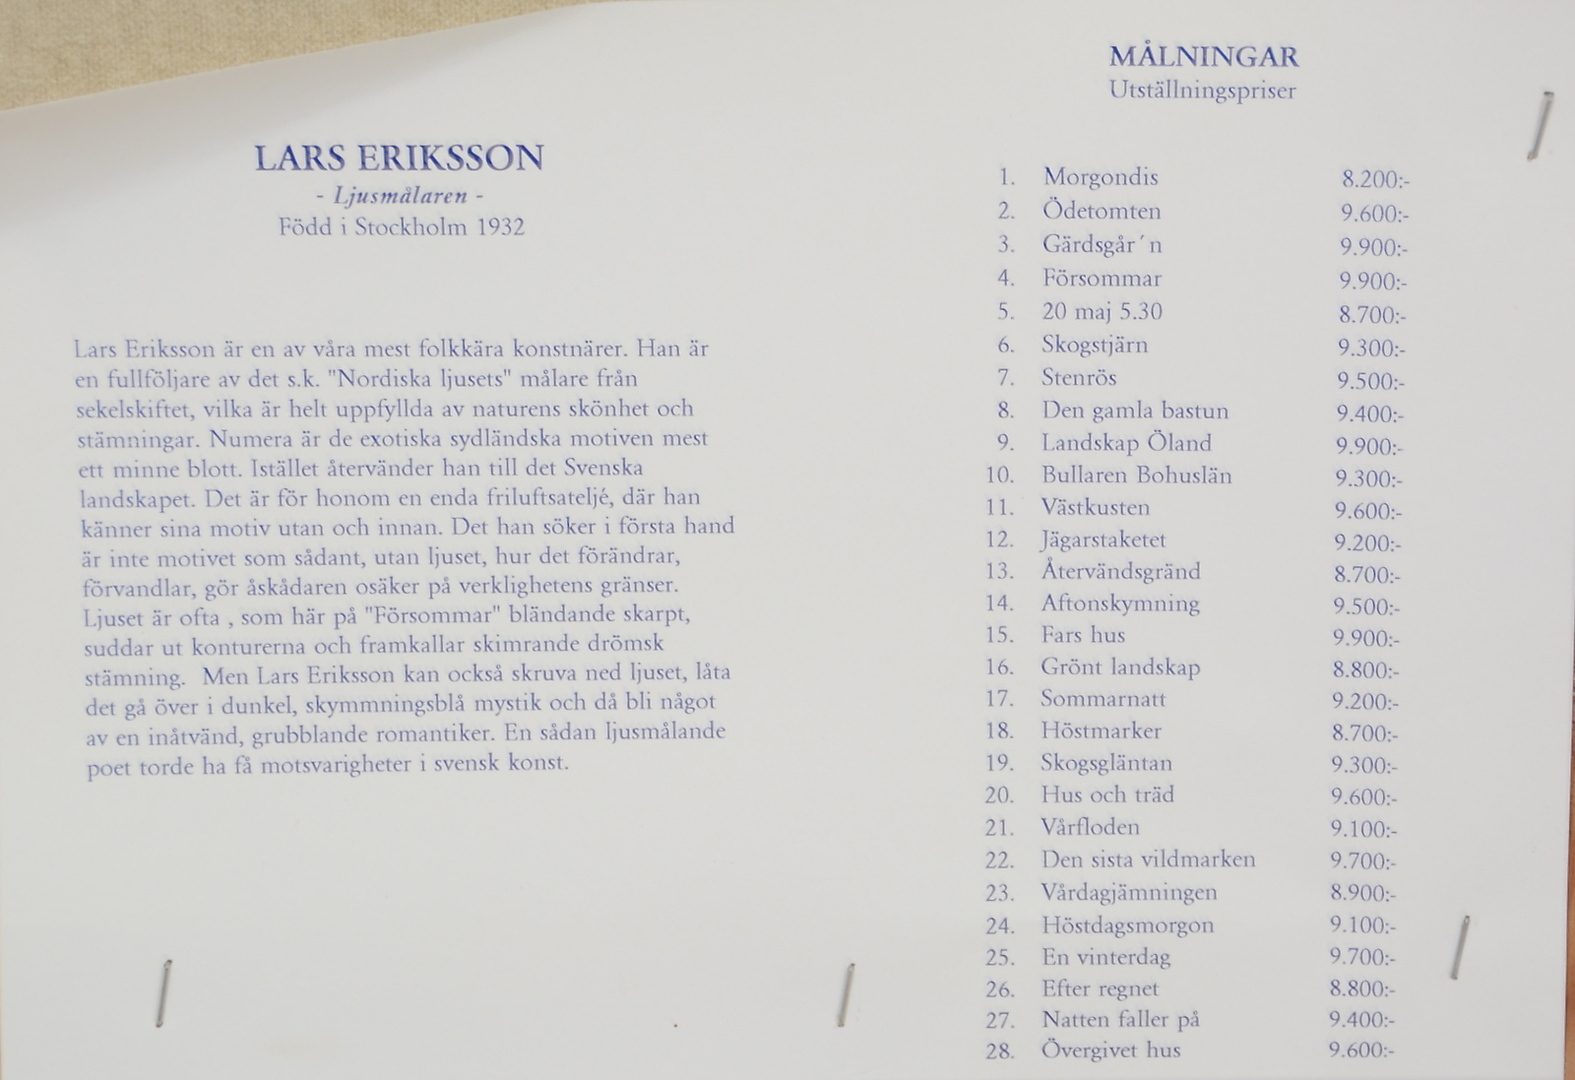 LARS ERIKSSON
- Ljusmålaren -
Född i Stockholm 1932
Lars Eriksson är en av våra mest folkkära konstnärer. Han är
en fullföljare av det s.k. "Nordiska ljusets" målare från
sekelskiftet, vilka är helt uppfyllda av naturens skönhet och
stämningar. Numera är de exotiska sydländska motiven mest
ett minne blott. Istället återvänder han till det Svenska
landskapet. Det är för honom en enda friluftsateljé, där han
känner sina motiv utan och innan. Det han söker i första hand
är inte motivet som sådant, utan ljuset, hur det förändrar,
förvandlar, gör åskådaren osäker på verklighetens gränser.
Ljuset är ofta , som här på "Försommar" bländande skarpt,
suddar ut konturerna och framkallar skimrande drömsk
stämning. Men Lars Eriksson kan också skruva ned ljuset, låta
det gå över i dunkel, skymmningsblå mystik och då bli något
av en inåtvänd, grubblande romantiker. En sådan ljusmålande
poet torde ha få motsvarigheter i svensk konst.
MÅLNINGAR
Utställningspriser
1. Morgondis 8.200:-
2. Ödetomten 9.600:-
3. Gärdsgår´n 9.900:-
4. Försommar 9.900:-
5. 20 maj 5.30 8.700:-
6. Skogstjärn 9.300:-
7. Stenrös 9.500:-
8. Den gamla bastun 9.400:-
9. Landskap Öland 9.900:-
10. Bullaren Bohuslän 9.300:-
11. Västkusten 9.600:-
12. Jägarstaketet 9.200:-
13. Återvändsgränd 8.700:-
14. Aftonskymning 9.500:-
15. Fars hus 9.900:-
16. Grönt landskap 8.800:-
17. Sommarnatt 9.200:-
18. Höstmarker 8.700:-
19. Skogsgläntan 9.300:-
20. Hus och träd 9.600:-
21. Vårfloden 9.100:-
22. Den sista vildmarken 9.700:-
23. Vårdagjämningen 8.900:-
24. Höstdagsmorgon 9.100:-
25. En vinterdag 9.700:-
26. Efter regnet 8.800:-
27. Natten faller på 9.400:-
28. Övergivet hus 9.600:-